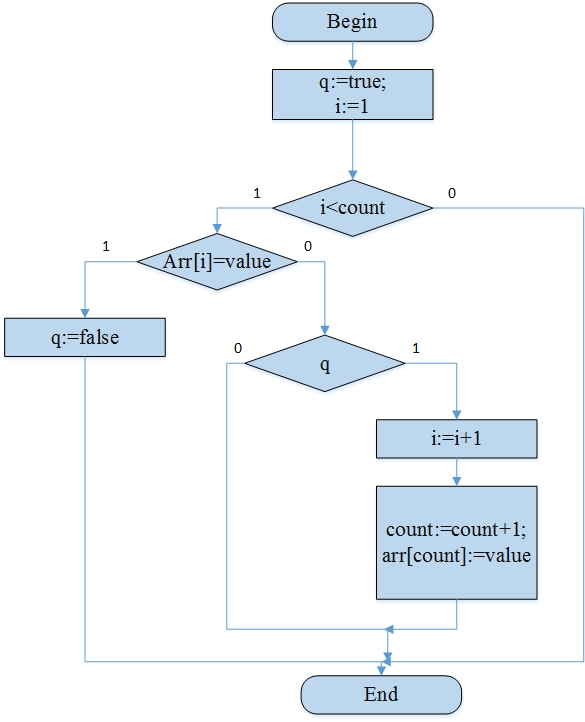 Begin
q:=true;
i:=1
1
i<count
0
1
Arr[i]=value
0
q:=false
0
q
1
i:=i+1
count:=count+1;
arr[count]:=value
End